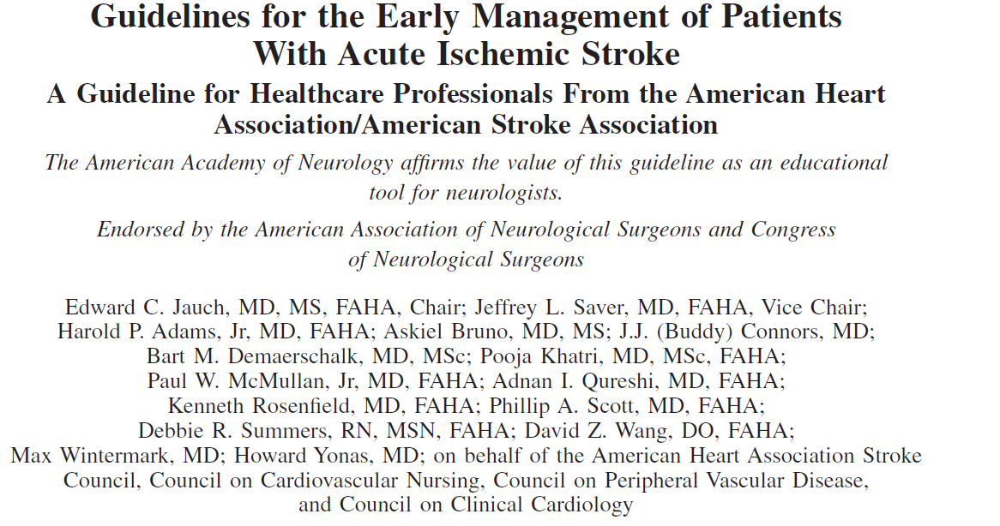 Guidelines for the Early Management of Patients
With Acute Ischemic Stroke
A Guideline for Healthcare Professionals From the American Heart
Association/American Stroke Association
The American Academy of Neurology affirms the value of this guideline as an educational
tool for neurologists.
Endorsed by the American Association of Neurological Surgeons and Congress
of Neurological Surgeons
Edward C. Jauch, MD, MS, FAHA, Chair; Jeffrey L. Saver, MD, FAHA, Vice Chair;
Harold P. Adams, Jr, MD, FAHA; Askiel Bruno, MD, MS; J.J. (Buddy) Connors, MD;
Bart M. Demaerschalk, MD, MSc; Pooja Khatri, MD, MSc, FAHA;
Paul W. McMullan, Jr, MD, FAHA; Adnan I. Qureshi, MD, FAHA;
Kenneth Rosenfield, MD, FAHA; Phillip A. Scott, MD, FAHA;
Debbie R. Summers, RN, MSN, FAHA; David Z. Wang, DO, FAHA;
Max Wintermark, MD; Howard Yonas, MD; on behalf of the American Heart Association Stroke
Council, Council on Cardiovascular Nursing, Council on Peripheral Vascular Disease,
and Council on Clinical Cardiology